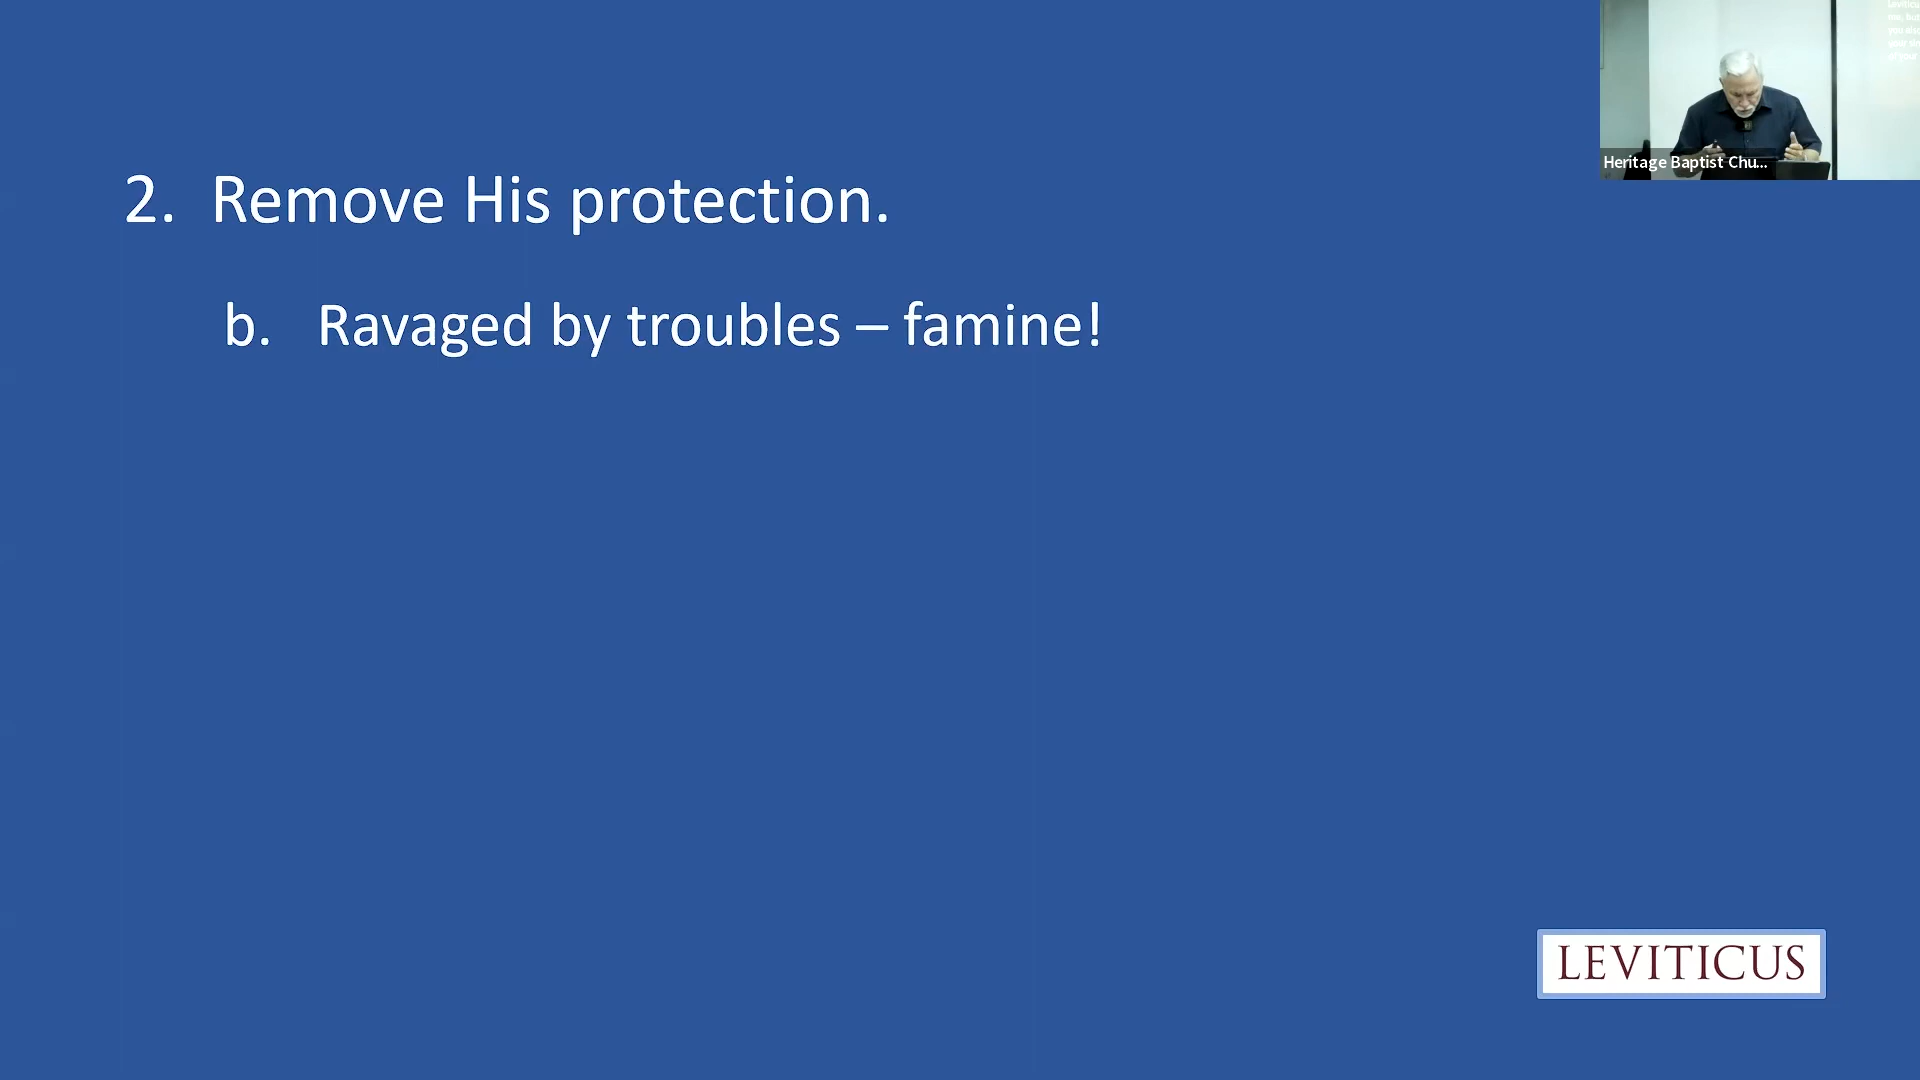 2. Remove His protection.
b. Ravaged by troubles – famine!
Heritage Baptist Chu...
LEVITICUS